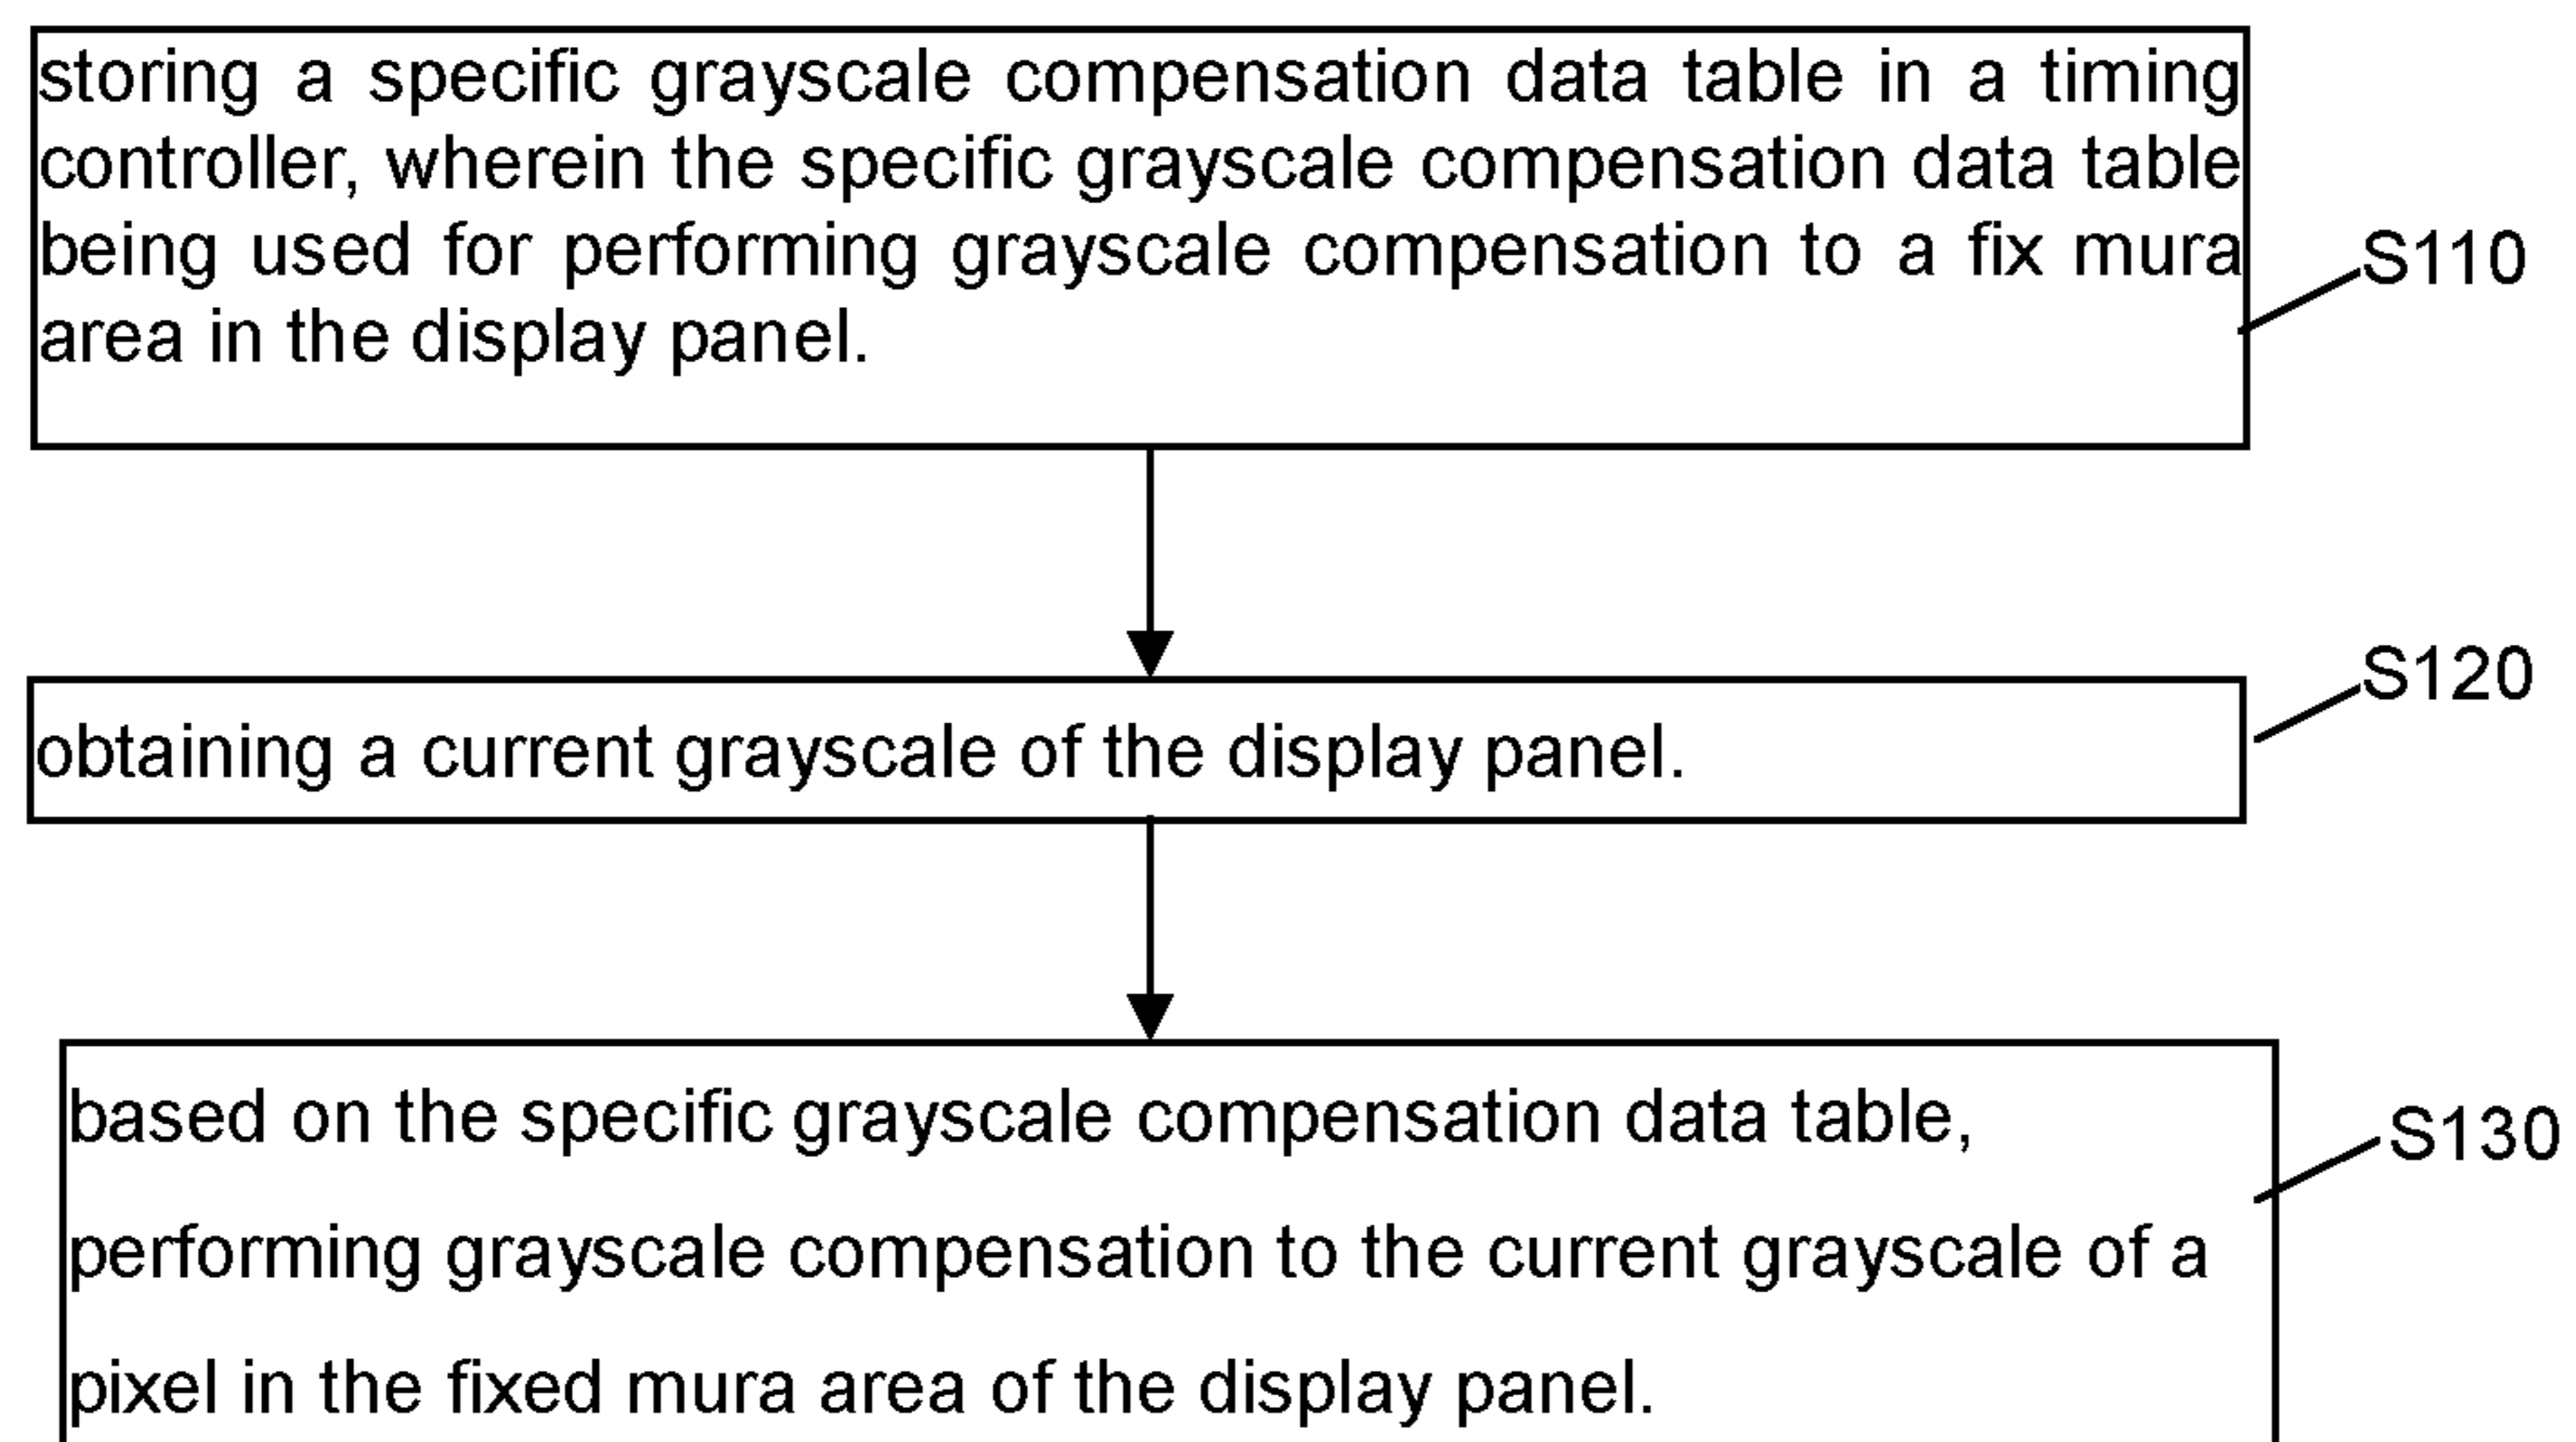 storing a specific grayscale compensation data table in a timing
controller, wherein the specific grayscale compensation data table
being used for performing grayscale compensation to a fix mura
area in the display panel.
S110
S120
obtaining a current grayscale of the display panel.
based on the specific grayscale compensation data table,
S130
performing grayscale compensation to the current grayscale of a
pixel in the fixed mura area of the display panel.